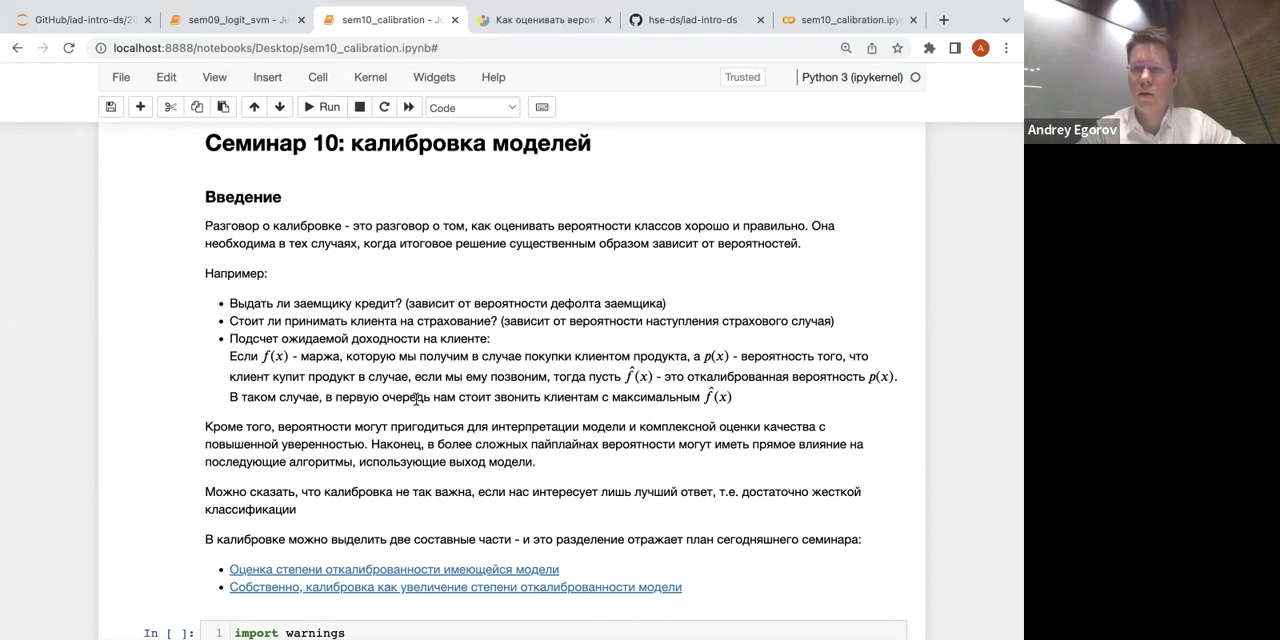 GitHub/iad-intro-ds/20
sem09_logit_svm - Ju
sem10_calibration - Ju
Как оценивать вероят
hse-ds/iad-intro-ds
sem10_calibration.ipyn
localhost:8888/notebooks/Desktop/sem10_calibration.ipynb#
A
File Edit View Insert Cell Kernel Widgets Help
Trusted
Python 3 (ipykernel)
Run
Code
Andrey Egorov
Семинар 10: калибровка моделей
Введение
Разговор о калибровке - это разговор о том, как оценивать вероятности классов хорошо и правильно. Она
необходима в тех случаях, когда итоговое решение существенным образом зависит от вероятностей.
Например:
• Выдать ли заемщику кредит? (зависит от вероятности дефолта заемщика)
• Стоит ли принимать клиента на страхование? (зависит от вероятности наступления страхового случая)
• Подсчет ожидаемой доходности на клиенте:
Если f(x) - маржа, которую мы получим в случае покупки клиентом продукта, а p(x) - вероятность того, что
клиент купит продукт в случае, если мы ему позвоним, тогда пусть f̂(x) - это откалиброванная вероятность p(x).
В таком случае, в первую очередь нам стоит звонить клиентам с максимальным f̂(x)
Кроме того, вероятности могут пригодиться для интерпретации модели и комплексной оценки качества с
повышенной уверенностью. Наконец, в более сложных пайплайнах вероятности могут иметь прямое влияние на
последующие алгоритмы, использующие выход модели.
Можно сказать, что калибровка не так важна, если нас интересует лишь лучший ответ, т.е. достаточно жесткой
классификации
В калибровке можно выделить две составные части - и это разделение отражает план сегодняшнего семинара:
• Оценка степени откалиброванности имеющейся модели
• Собственно, калибровка как увеличение степени откалиброванности модели
In [ ]: 1 import warnings